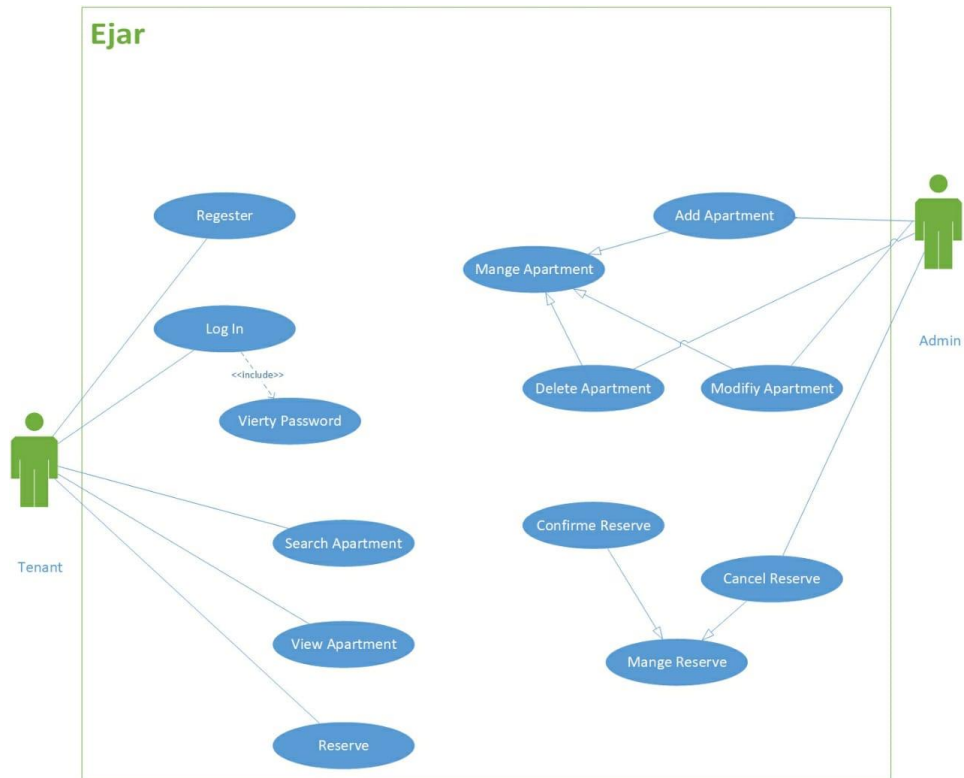 Ejar
Regester
Add Apartment
Mange Apartment
Log In
Admin
<<include>>
Delete Apartment
Modifiy Apartment
Vierty Password
Confirme Reserve
Search Apartment
Tenant
Cancel Reserve
View Apartment
Mange Reserve
Reserve